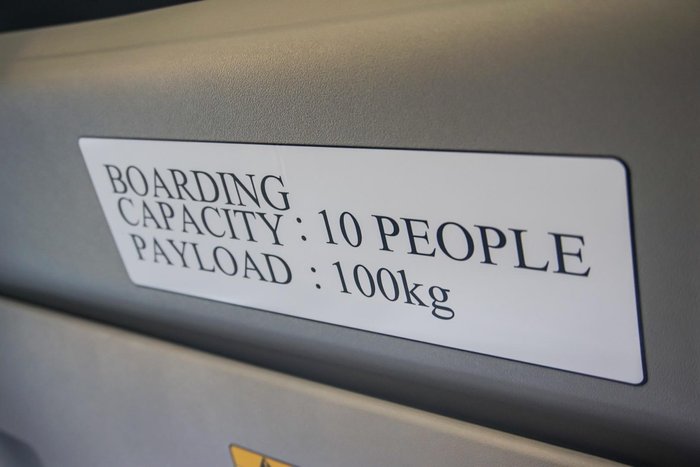 BOARDING
CAPACITY : 10 PEOPLE
PAYLOAD : 100kg